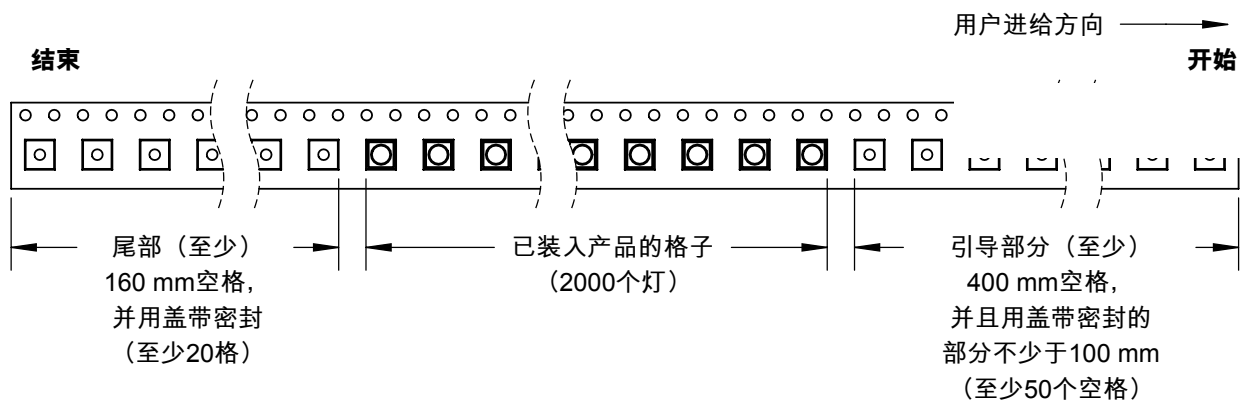 用户进给方向
结束
开始
尾部（至少）
160 mm空格，
并用盖带密封
（至少20格）
已装入产品的格子
（2000个灯）
引导部分（至少）
400 mm空格，
并且用盖带密封的
部分不少于100 mm
（至少50个空格）